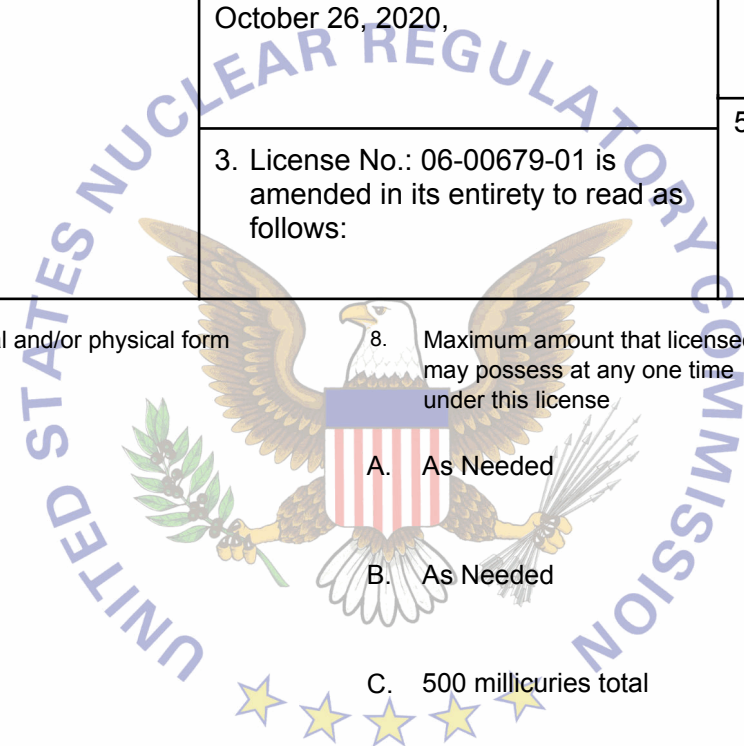 October 26, 2020,
3. License No.: 06-00679-01 is
amended in its entirety to read as
follows:
5
l and/or physical form
8. Maximum amount that licensee
may possess at any one time
under this license
A. As Needed
B. As Needed
C. 500 millicuries total
UNITED STATES NUCLEAR REGULATORY COMMISSION